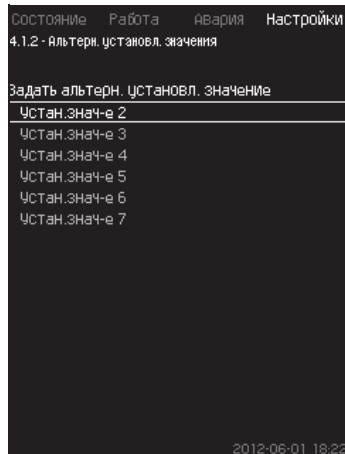 Состояние Работа Авария Настройки
4.1.2 - Альтерн. установл. значения
Задать альтерн. установл. значение
Устан.знач-е 2
Устан.знач-е 3
Устан.знач-е 4
Устан.знач-е 5
Устан.знач-е 6
Устан.знач-е 7
2012-06-01 18:22